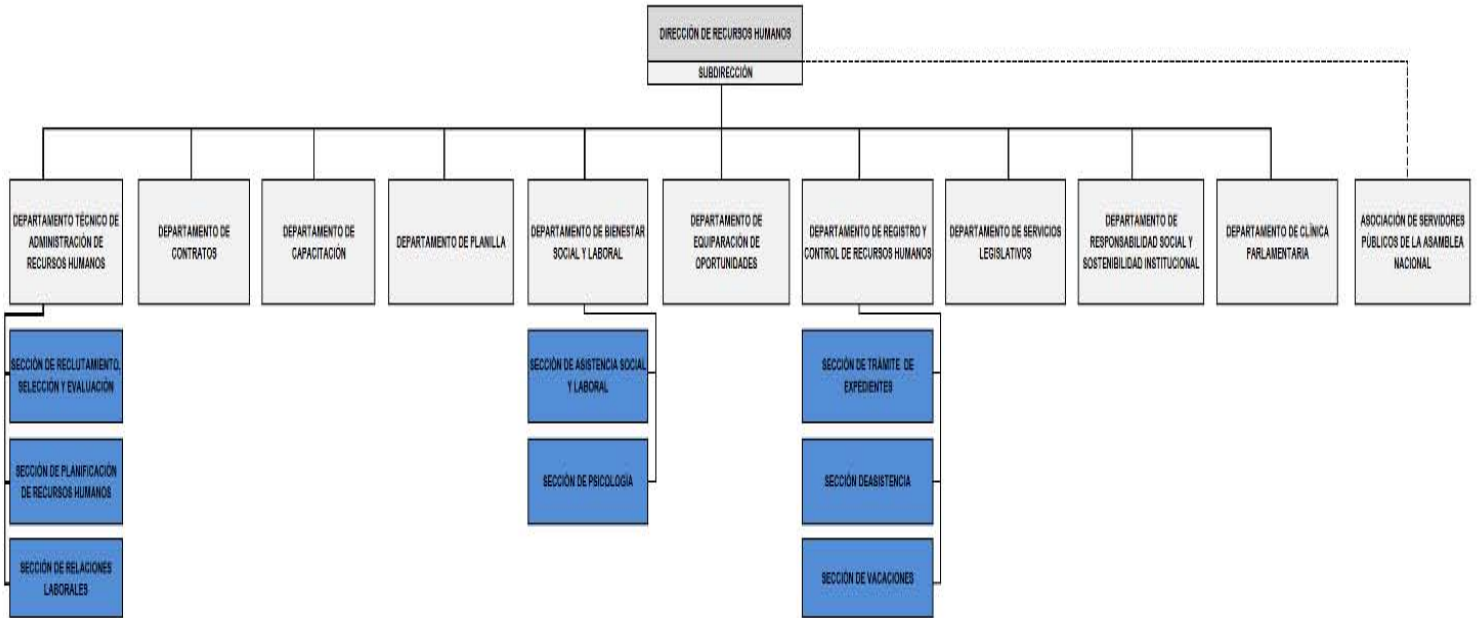 DIRECCIÓN DE RECURSOS HUMANOS
SUBDIRECCIÓN
DEPARTAMENTO TÉCNICO DE
ADMINISTRACIÓN DE
RECURSOS HUMANOS
DEPARTAMENTO DE
CONTRATOS
DEPARTAMENTO DE
CAPACITACIÓN
DEPARTAMENTO DE PLANILLA
DEPARTAMENTO DE BIENESTAR
SOCIAL Y LABORAL
DEPARTAMENTO DE
EQUIPARACIÓN DE
OPORTUNIDADES
DEPARTAMENTO DE REGISTRO Y
CONTROL DE RECURSOS HUMANOS
DEPARTAMENTO DE SERVICIOS
LEGISLATIVOS
DEPARTAMENTO DE
RESPONSABILIDAD SOCIAL Y
SOSTENIBILIDAD INSTITUCIONAL
DEPARTAMENTO DE CLÍNICA
PARLAMENTARIA
ASOCIACIÓN DE SERVIDORES
PÚBLICOS DE LA ASAMBLEA
NACIONAL
SECCIÓN DE RECLUTAMIENTO,
SELECCIÓN Y EVALUACIÓN
SECCIÓN DE PLANIFICACIÓN
DE RECURSOS HUMANOS
SECCIÓN DE RELACIONES
LABORALES
SECCIÓN DE ASISTENCIA SOCIAL
Y LABORAL
SECCIÓN DE PSICOLOGÍA
SECCIÓN DE TRÁMITE DE
EXPEDIENTES
SECCIÓN DEASISTENCIA
SECCIÓN DE VACACIONES